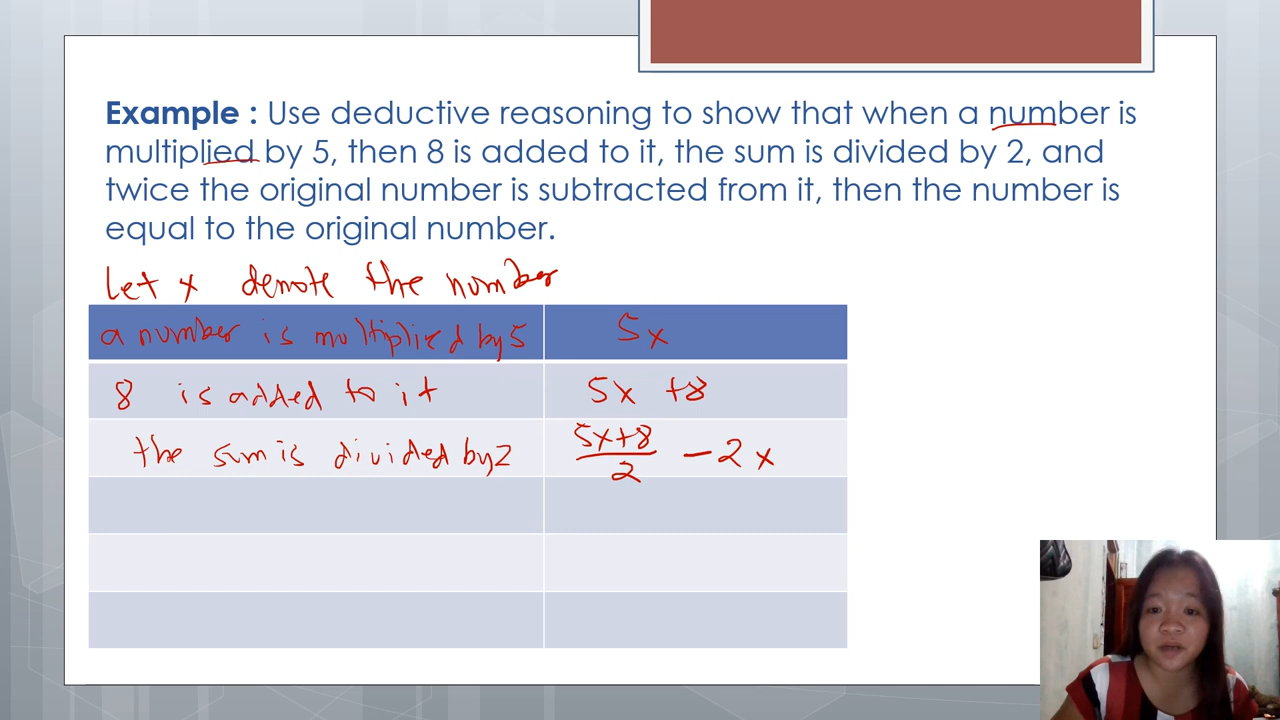 Example : Use deductive reasoning to show that when a number is
multiplied by 5, then 8 is added to it, the sum is divided by 2, and
twice the original number is subtracted from it, then the number is
equal to the original number.
Let x denote the number
a number is multiplied by 5 5x
8 is added to it 5x +8
the sum is divided by 2 (5x+8)/2 - 2x